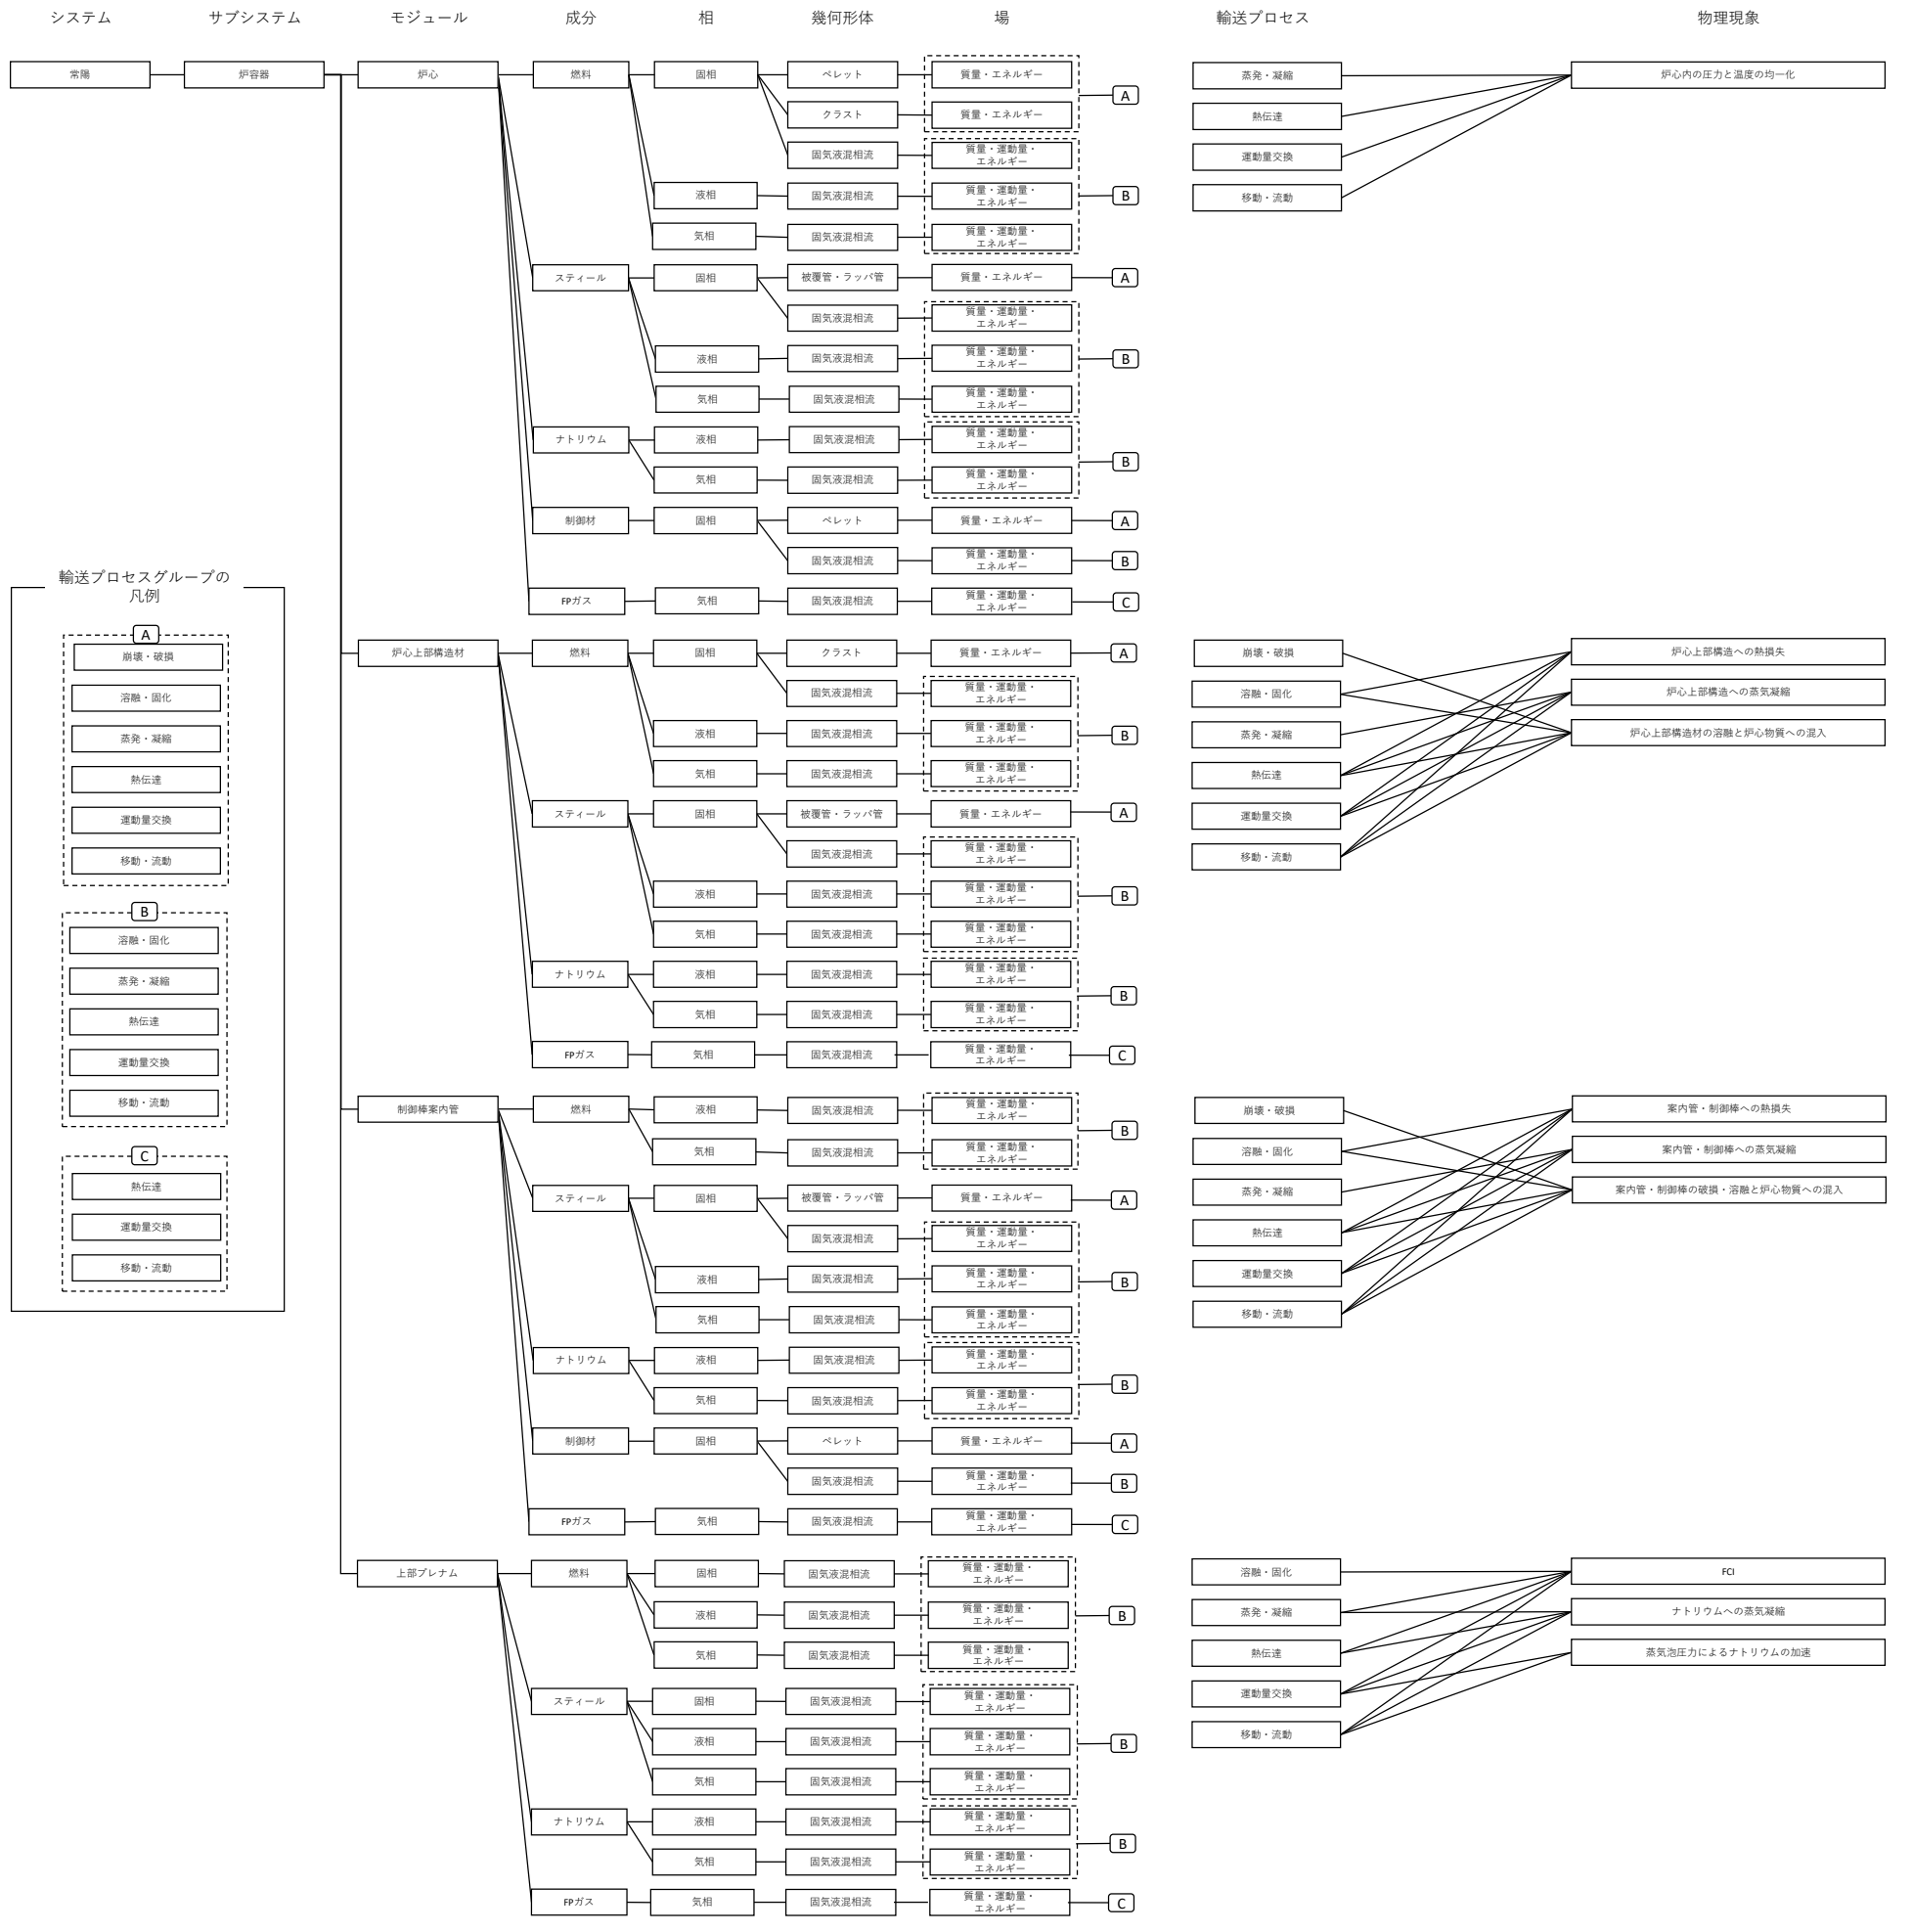 システム
サブシステム
モジュール
成分
相
幾何形体
場
輸送プロセス
物理現象
常陽
炉容器
炉心
燃料
固相
ペレット
質量・エネルギー
クラスト
質量・エネルギー
A
固気液混相流
質量・運動量・
エネルギー
液相
固気液混相流
質量・運動量・
エネルギー
B
気相
固気液混相流
質量・運動量・
エネルギー
スティール
固相
被覆管・ラッパ管
質量・エネルギー
A
固気液混相流
質量・運動量・
エネルギー
液相
固気液混相流
質量・運動量・
エネルギー
B
気相
固気液混相流
質量・運動量・
エネルギー
ナトリウム
液相
固気液混相流
質量・運動量・
エネルギー
B
気相
固気液混相流
質量・運動量・
エネルギー
制御材
固相
ペレット
質量・エネルギー
A
固気液混相流
質量・運動量・
エネルギー
B
FPガス
気相
固気液混相流
質量・運動量・
エネルギー
C
蒸発・凝縮
熱伝達
運動量交換
移動・流動
炉心内の圧力と温度の均一化
輸送プロセスグループの
凡例
A
崩壊・破損
溶融・固化
蒸発・凝縮
熱伝達
運動量交換
移動・流動
B
溶融・固化
蒸発・凝縮
熱伝達
運動量交換
移動・流動
C
熱伝達
運動量交換
移動・流動
炉心上部構造材
燃料
固相
クラスト
質量・エネルギー
A
固気液混相流
質量・運動量・
エネルギー
液相
固気液混相流
質量・運動量・
エネルギー
B
気相
固気液混相流
質量・運動量・
エネルギー
スティール
固相
被覆管・ラッパ管
質量・エネルギー
A
固気液混相流
質量・運動量・
エネルギー
液相
固気液混相流
質量・運動量・
エネルギー
B
気相
固気液混相流
質量・運動量・
エネルギー
ナトリウム
液相
固気液混相流
質量・運動量・
エネルギー
B
気相
固気液混相流
質量・運動量・
エネルギー
FPガス
気相
固気液混相流
質量・運動量・
エネルギー
C
崩壊・破損
溶融・固化
蒸発・凝縮
熱伝達
運動量交換
移動・流動
炉心上部構造への熱損失
炉心上部構造への蒸気凝縮
炉心上部構造材の溶融と炉心物質への混入
制御棒案内管
燃料
液相
固気液混相流
質量・運動量・
エネルギー
B
気相
固気液混相流
質量・運動量・
エネルギー
スティール
固相
被覆管・ラッパ管
質量・エネルギー
A
固気液混相流
質量・運動量・
エネルギー
液相
固気液混相流
質量・運動量・
エネルギー
B
気相
固気液混相流
質量・運動量・
エネルギー
ナトリウム
液相
固気液混相流
質量・運動量・
エネルギー
B
気相
固気液混相流
質量・運動量・
エネルギー
制御材
固相
ペレット
質量・エネルギー
A
固気液混相流
質量・運動量・
エネルギー
B
FPガス
気相
固気液混相流
質量・運動量・
エネルギー
C
崩壊・破損
溶融・固化
蒸発・凝縮
熱伝達
運動量交換
移動・流動
案内管・制御棒への熱損失
案内管・制御棒への蒸気凝縮
案内管・制御棒の破損・溶融と炉心物質への混入
上部プレナム
燃料
固相
固気液混相流
質量・運動量・
エネルギー
液相
固気液混相流
質量・運動量・
エネルギー
B
気相
固気液混相流
質量・運動量・
エネルギー
スティール
固相
固気液混相流
質量・運動量・
エネルギー
液相
固気液混相流
質量・運動量・
エネルギー
B
気相
固気液混相流
質量・運動量・
エネルギー
ナトリウム
液相
固気液混相流
質量・運動量・
エネルギー
B
気相
固気液混相流
質量・運動量・
エネルギー
FPガス
気相
固気液混相流
質量・運動量・
エネルギー
C
溶融・固化
蒸発・凝縮
熱伝達
運動量交換
移動・流動
FCI
ナトリウムへの蒸気凝縮
蒸気泡圧力によるナトリウムの加速